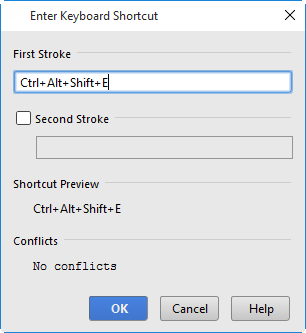 Enter Keyboard Shortcut
First Stroke
Ctrl+Alt+Shift+E
Second Stroke
Shortcut Preview
Ctrl+Alt+Shift+E
Conflicts
No conflicts
OK Cancel Help